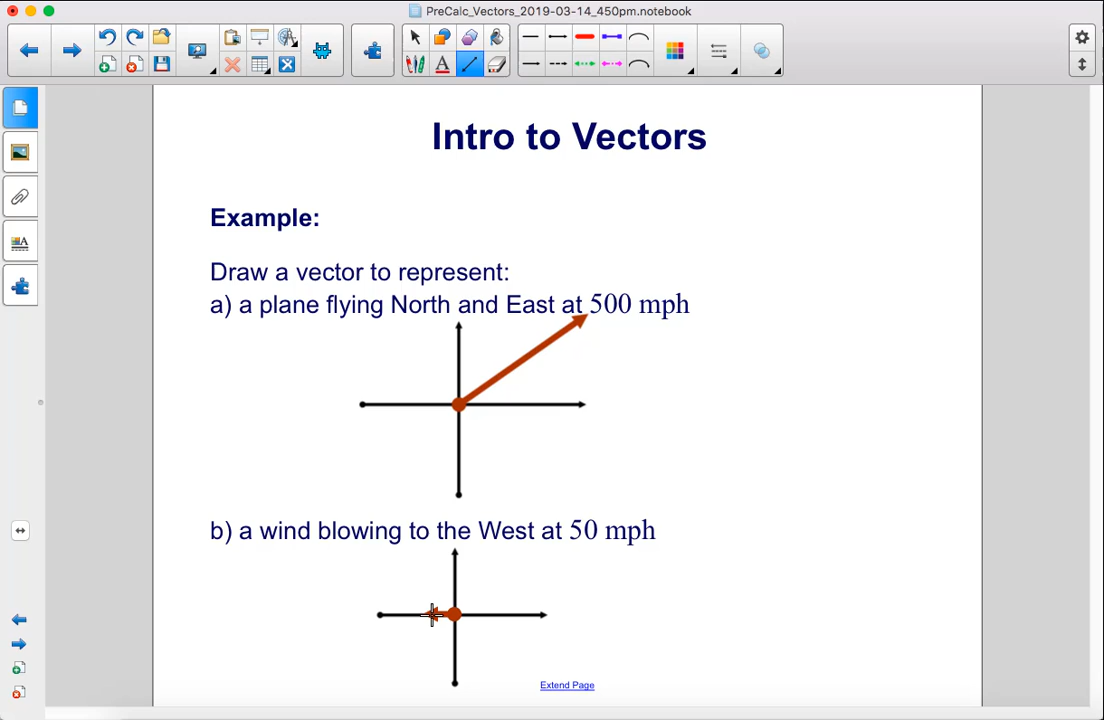 PreCalc_Vectors_2019-03-14_450pm.notebook
Intro to Vectors
Example:
Draw a vector to represent:
a) a plane flying North and East at 500 mph
b) a wind blowing to the West at 50 mph
Extend Page